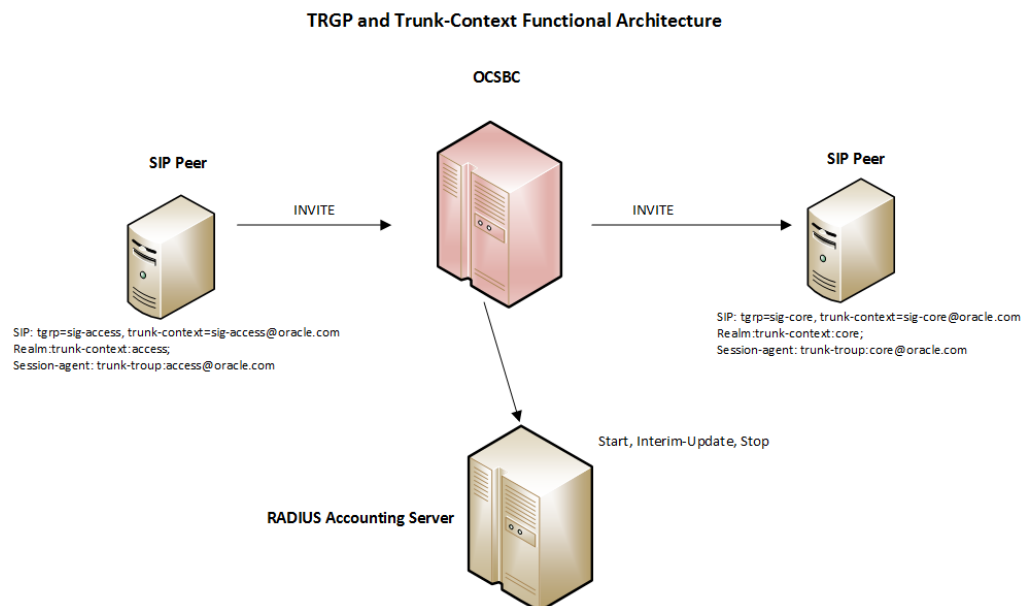 TRGP and Trunk-Context Functional Architecture
OCSBC
SIP Peer
SIP Peer
INVITE
INVITE
SIP: tgrp=sig-access, trunk-context=sig-access@oracle.com
Realm:trunk-context:access;
Session-agent: trunk-troup:access@oracle.com
SIP: tgrp=sig-core, trunk-context=sig-core@oracle.com
Realm:trunk-context:core;
Session-agent: trunk-troup:core@oracle.com
Start, Interim-Update, Stop
RADIUS Accounting Server